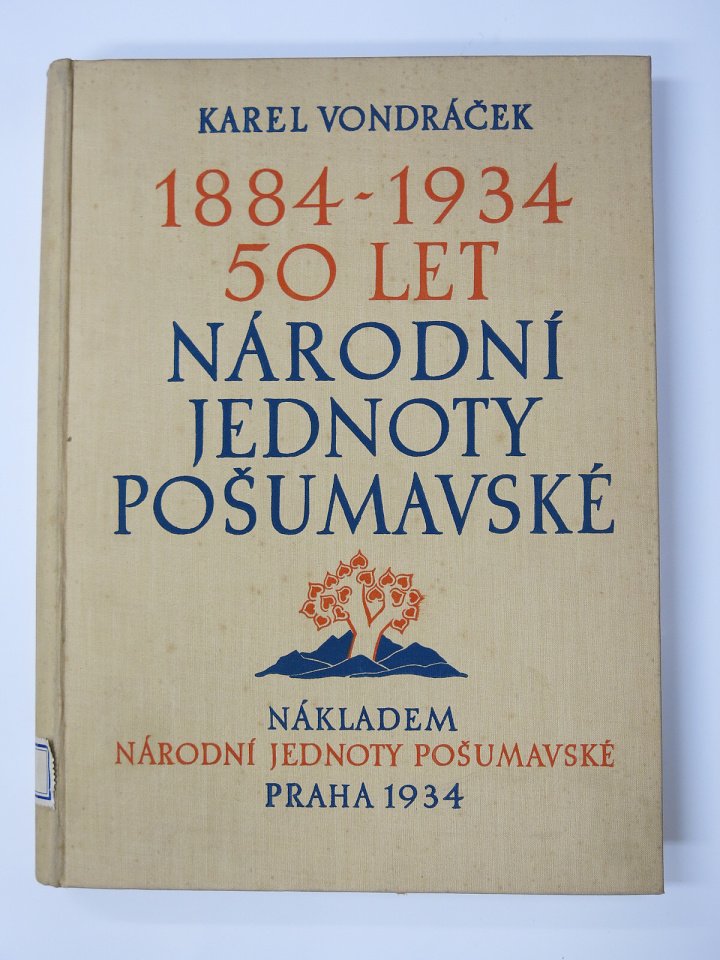 KAREL VONDRÁČEK
1884-1934
50 LET
NÁRODNÍ
JEDNOTY
POŠUMAVSKÉ
NÁKLADEM
NÁRODNÍ JEDNOTY POŠUMAVSKÉ
PRAHA 1934